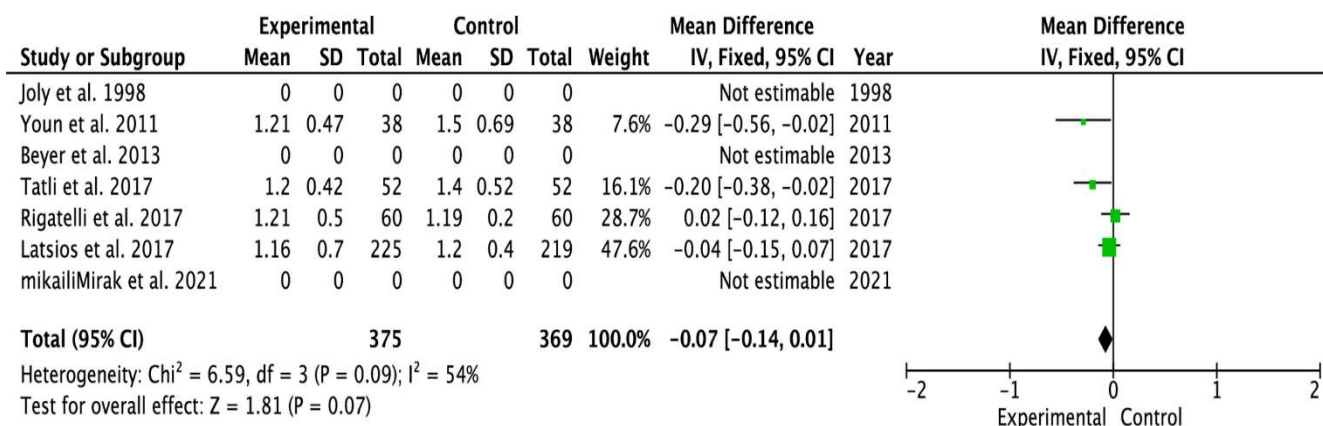 Experimental Control Mean Difference Mean Difference
Study or Subgroup Mean SD Total Mean SD Total Weight IV, Fixed, 95% CI Year IV, Fixed, 95% CI
Joly et al. 1998 0 0 0 0 0 0 Not estimable 1998
Youn et al. 2011 1.21 0.47 38 1.5 0.69 38 7.6% −0.29 [−0.56, −0.02] 2011
Beyer et al. 2013 0 0 0 0 0 0 Not estimable 2013
Tatli et al. 2017 1.2 0.42 52 1.4 0.52 52 16.1% −0.20 [−0.38, −0.02] 2017
Rigatelli et al. 2017 1.21 0.5 60 1.19 0.2 60 28.7% 0.02 [−0.12, 0.16] 2017
Latsios et al. 2017 1.16 0.7 225 1.2 0.4 219 47.6% −0.04 [−0.15, 0.07] 2017
mikailiMirak et al. 2021 0 0 0 0 0 0 Not estimable 2021
Total (95% CI) 375 369 100.0% −0.07 [−0.14, 0.01]
Heterogeneity: Chi² = 6.59, df = 3 (P = 0.09); I² = 54%
Test for overall effect: Z = 1.81 (P = 0.07)
−2 −1 0 1 2
Experimental Control